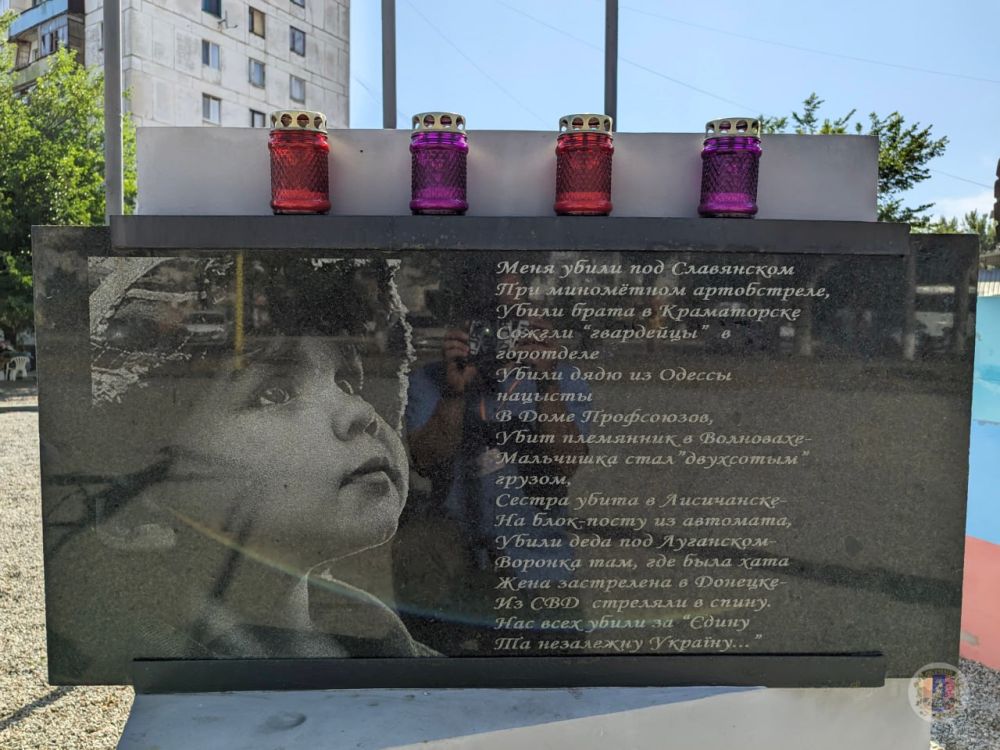 Меня убили под Славянском
При миномётном артобстреле,
Убили брата в Краматорске
Сожгли "гвардейцы" в
горотделе
Убили дядю из Одессы
нацысты
В Доме Профсоюзов,
Убит племянник в Волновахе-
Мальчишка стал"двухсотым"
грузом,
Сестра убита в Лисичанске-
На блок-посту из автомата,
Убили деда под Луганском-
Воронка там, где была хата
Жена застрелена в Донецке-
Из СВД стреляли в спину.
Нас всех убили за "Єдину
Та незалежну Україну..."